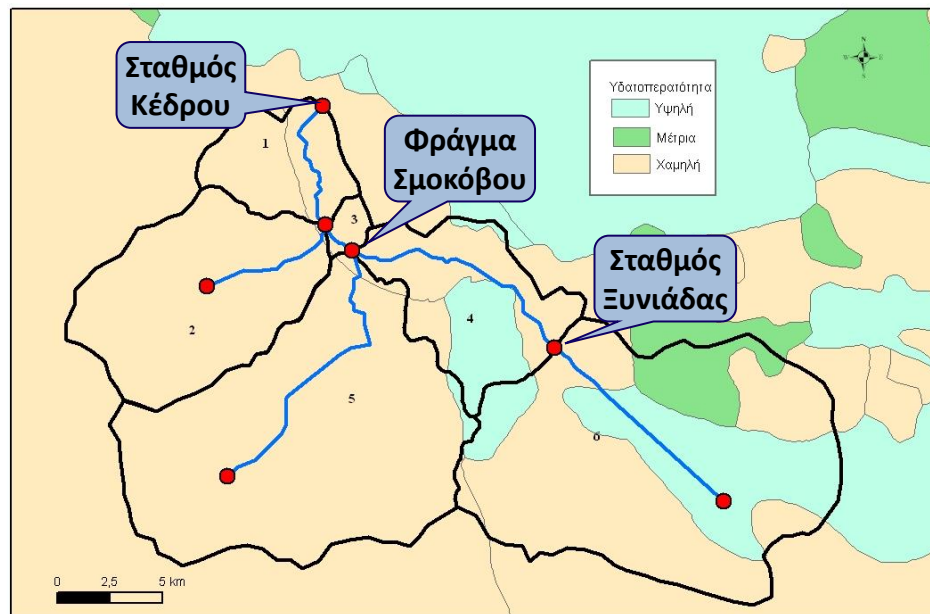 Σταθμός
Κέδρου
Φράγμα
Σμοκόβου
Σταθμός
Ξυνιάδας
Υδατοπερατότητα
Υψηλή
Μέτρια
Χαμηλή
N
W
E
S
1
2
3
4
5
6
0 2,5 5 km